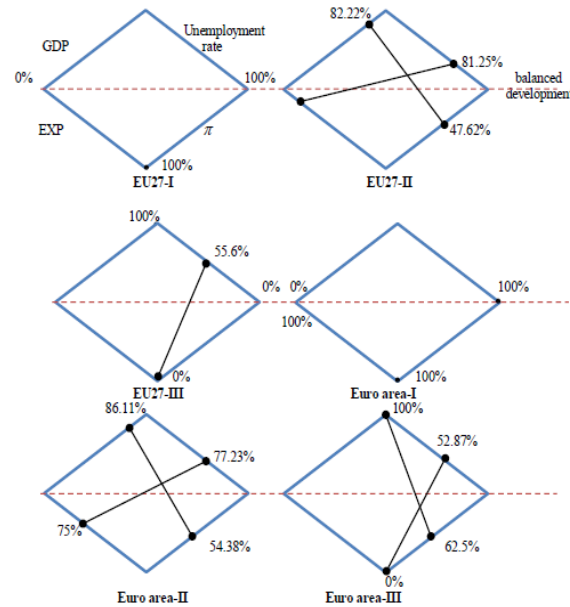 GDP
Unemployment
rate
0%
100%
EXP
π
100%
EU27-I
82.22%
81.25%
balanced
development
47.62%
EU27-II
100%
55.6%
0%
0%
EU27-III
0%
100%
100%
100%
Euro area-I
86.11%
77.23%
75%
54.38%
Euro area-II
100%
52.87%
62.5%
0%
Euro area-III